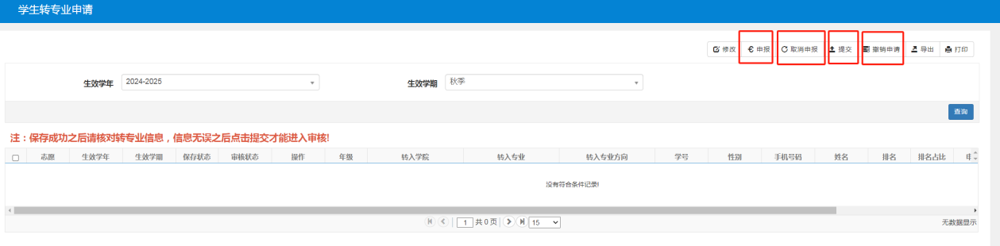 学生转专业申请
修改 申报 取消申报 提交 撤销申请 导出 打印
生效学年 2024-2025 生效学期 秋季
查询
注：保存成功之后请核对转专业信息，信息无误之后点击提交才能进入审核!
志愿 生效学年 生效学期 保存状态 审核状态 操作 年级 转入学院 转入专业 转入专业方向 学号 性别 手机号码 姓名 排名 排名占比
没有符合条件记录!
1 共 0 页 15 无数据显示